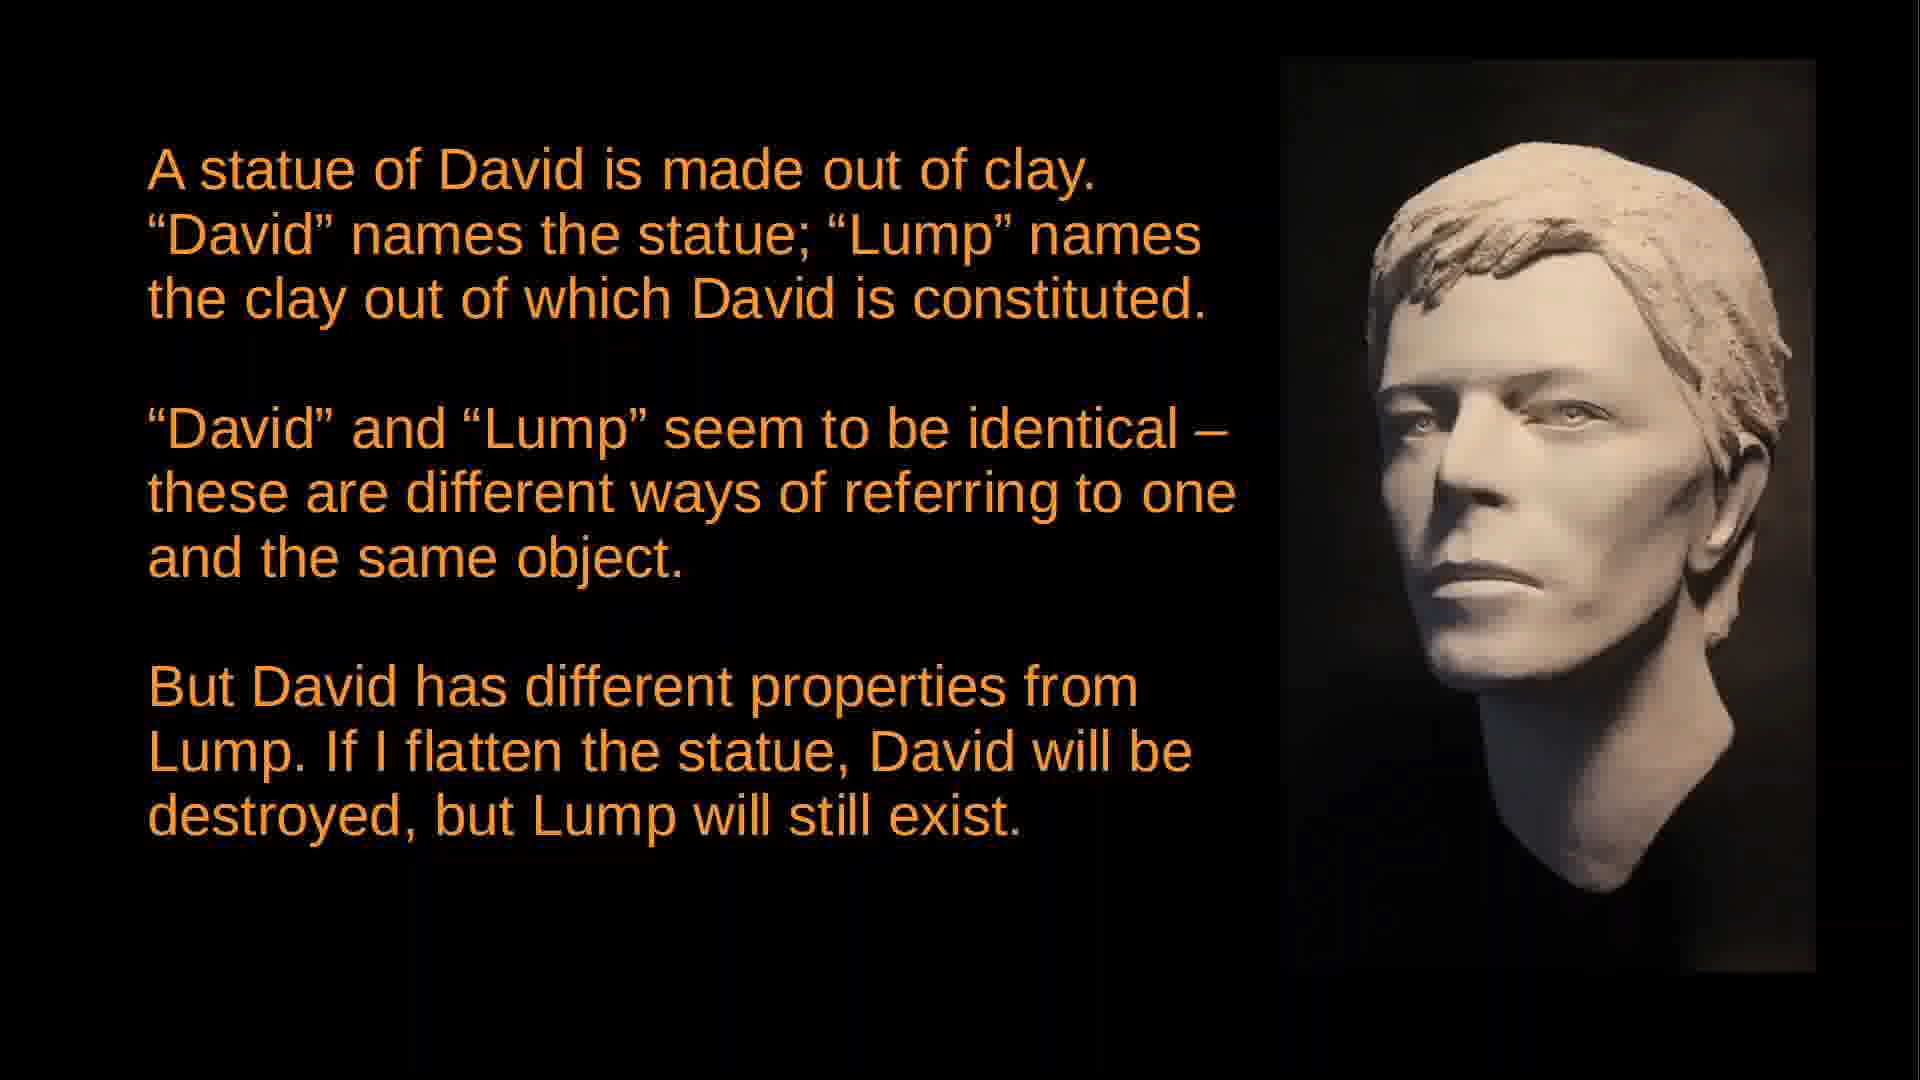 A statue of David is made out of clay.
“David” names the statue; “Lump” names
the clay out of which David is constituted.
“David” and “Lump” seem to be identical –
these are different ways of referring to one
and the same object.
But David has different properties from
Lump. If I flatten the statue, David will be
destroyed, but Lump will still exist.